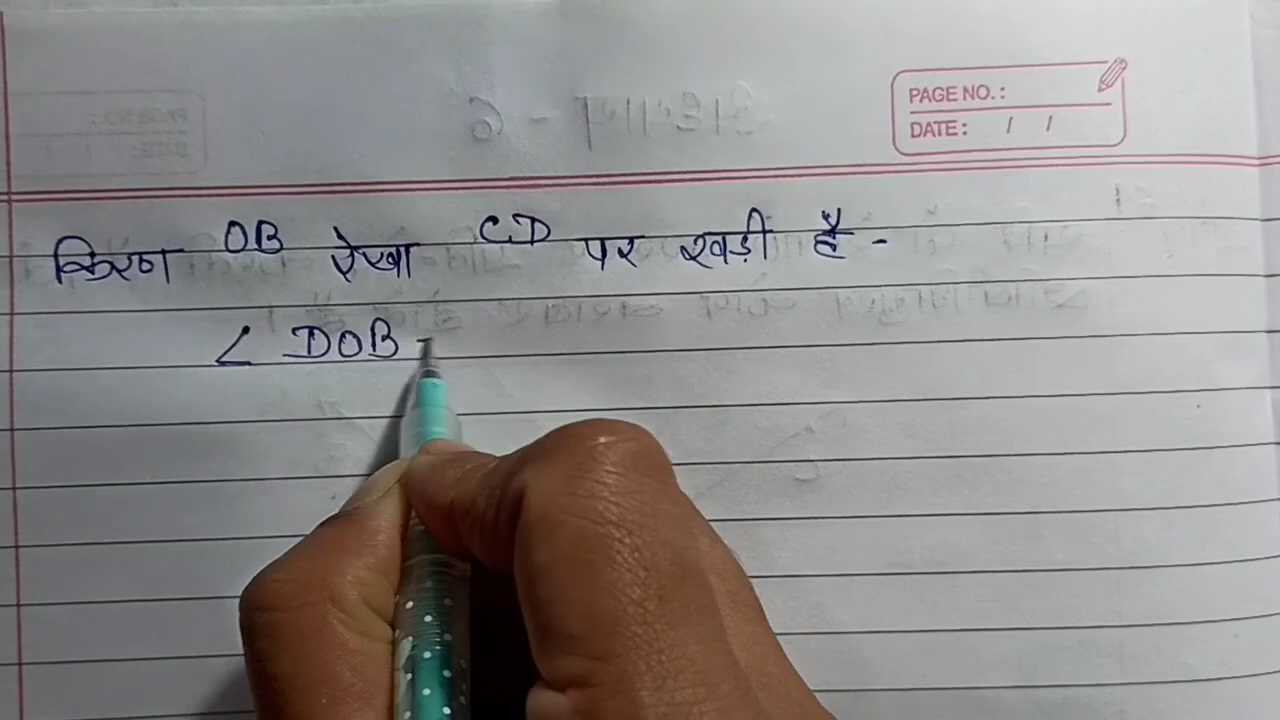 PAGE NO.:
DATE: / /
किरण OB रेखा CD पर खड़ी है -
∠ DOB -